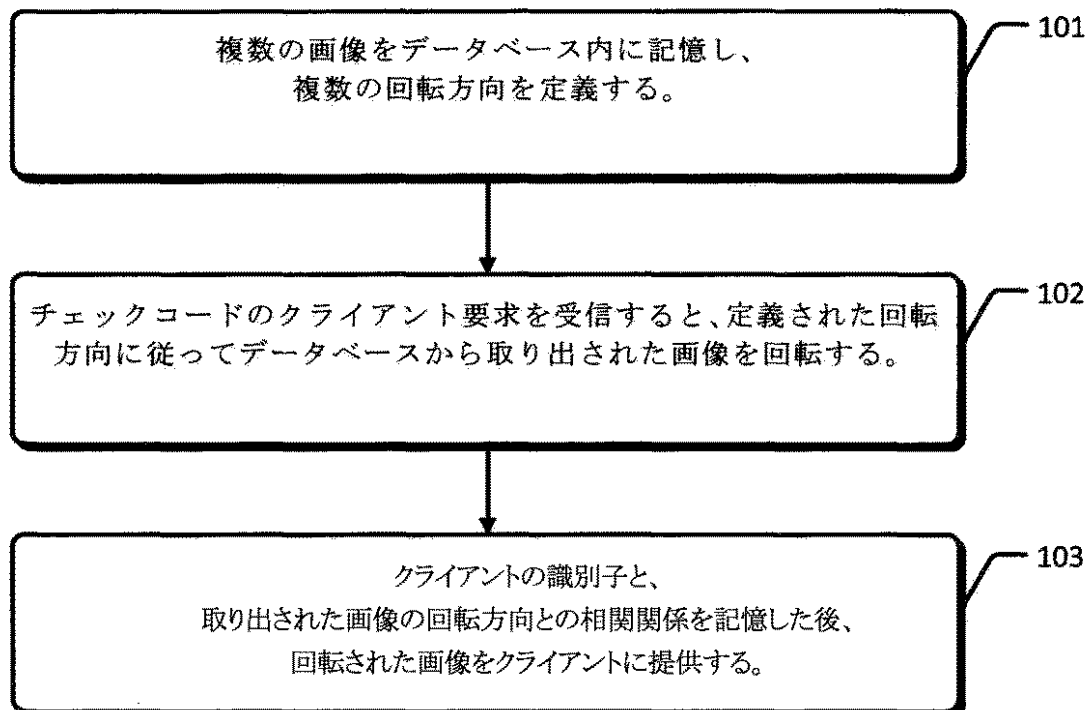 複数の画像をデータベース内に記憶し、
複数の回転方向を定義する。
101
チェックコードのクライアント要求を受信すると、定義された回転
方向に従ってデータベースから取り出された画像を回転する。
102
クライアントの識別子と、
取り出された画像の回転方向との相関関係を記憶した後、
回転された画像をクライアントに提供する。
103